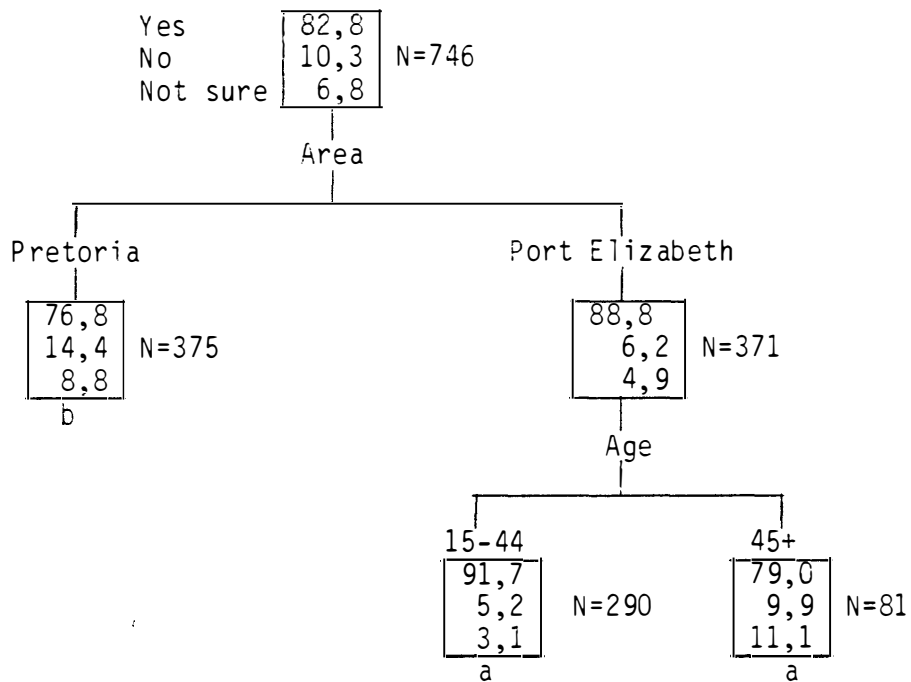 Yes 82,8
No 10,3 N=746
Not sure 6,8
Area
Pretoria Port Elizabeth
76,8 88,8
14,4 N=375 6,2 N=371
8,8 4,9
b
Age
15-44 45+
91,7 79,0
5,2 N=290 9,9 N=81
3,1 11,1
a a